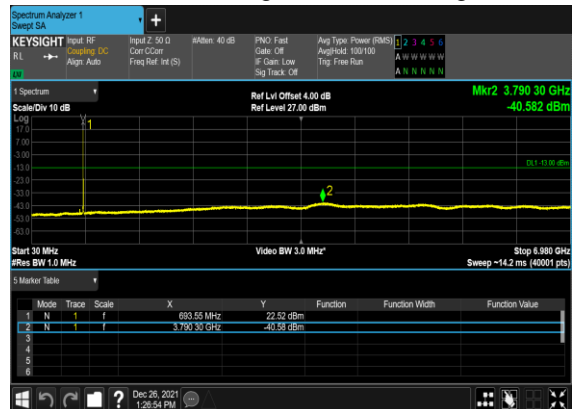 Spectrum Analyzer 1
Swept SA
+
KEYSIGHT Input: RF Input Z: 50 Ω #Atten: 40 dB PNO: Fast Avg Type: Power (RMS) 1 2 3 4 5 6
RL Coupling: DC Corr CCorr Gate: Off Avg|Hold: 100/100 A W W W W W
Align: Auto Freq Ref: Int (S) IF Gain: Low Trig: Free Run
Sig Track: Off A N N N N N
1 Spectrum Ref Lvl Offset 4.00 dB Mkr2 3.790 30 GHz
Scale/Div 10 dB Ref Level 27.00 dBm -40.582 dBm
Log
17.0
7.00
-3.00
-13.0
-23.0
-33.0
-43.0
-53.0
-63.0
1
2
DL1 -13.00 dBm
Start 30 MHz Video BW 3.0 MHz* Stop 6.980 GHz
#Res BW 1.0 MHz Sweep ~14.2 ms (40001 pts)
5 Marker Table
Mode Trace Scale X Y Function Function Width Function Value
1 N 1 f 693.55 MHz 22.52 dBm
2 N 1 f 3.790 30 GHz -40.58 dBm
3
4
5
6
? Dec 26, 2021
1:26:54 PM